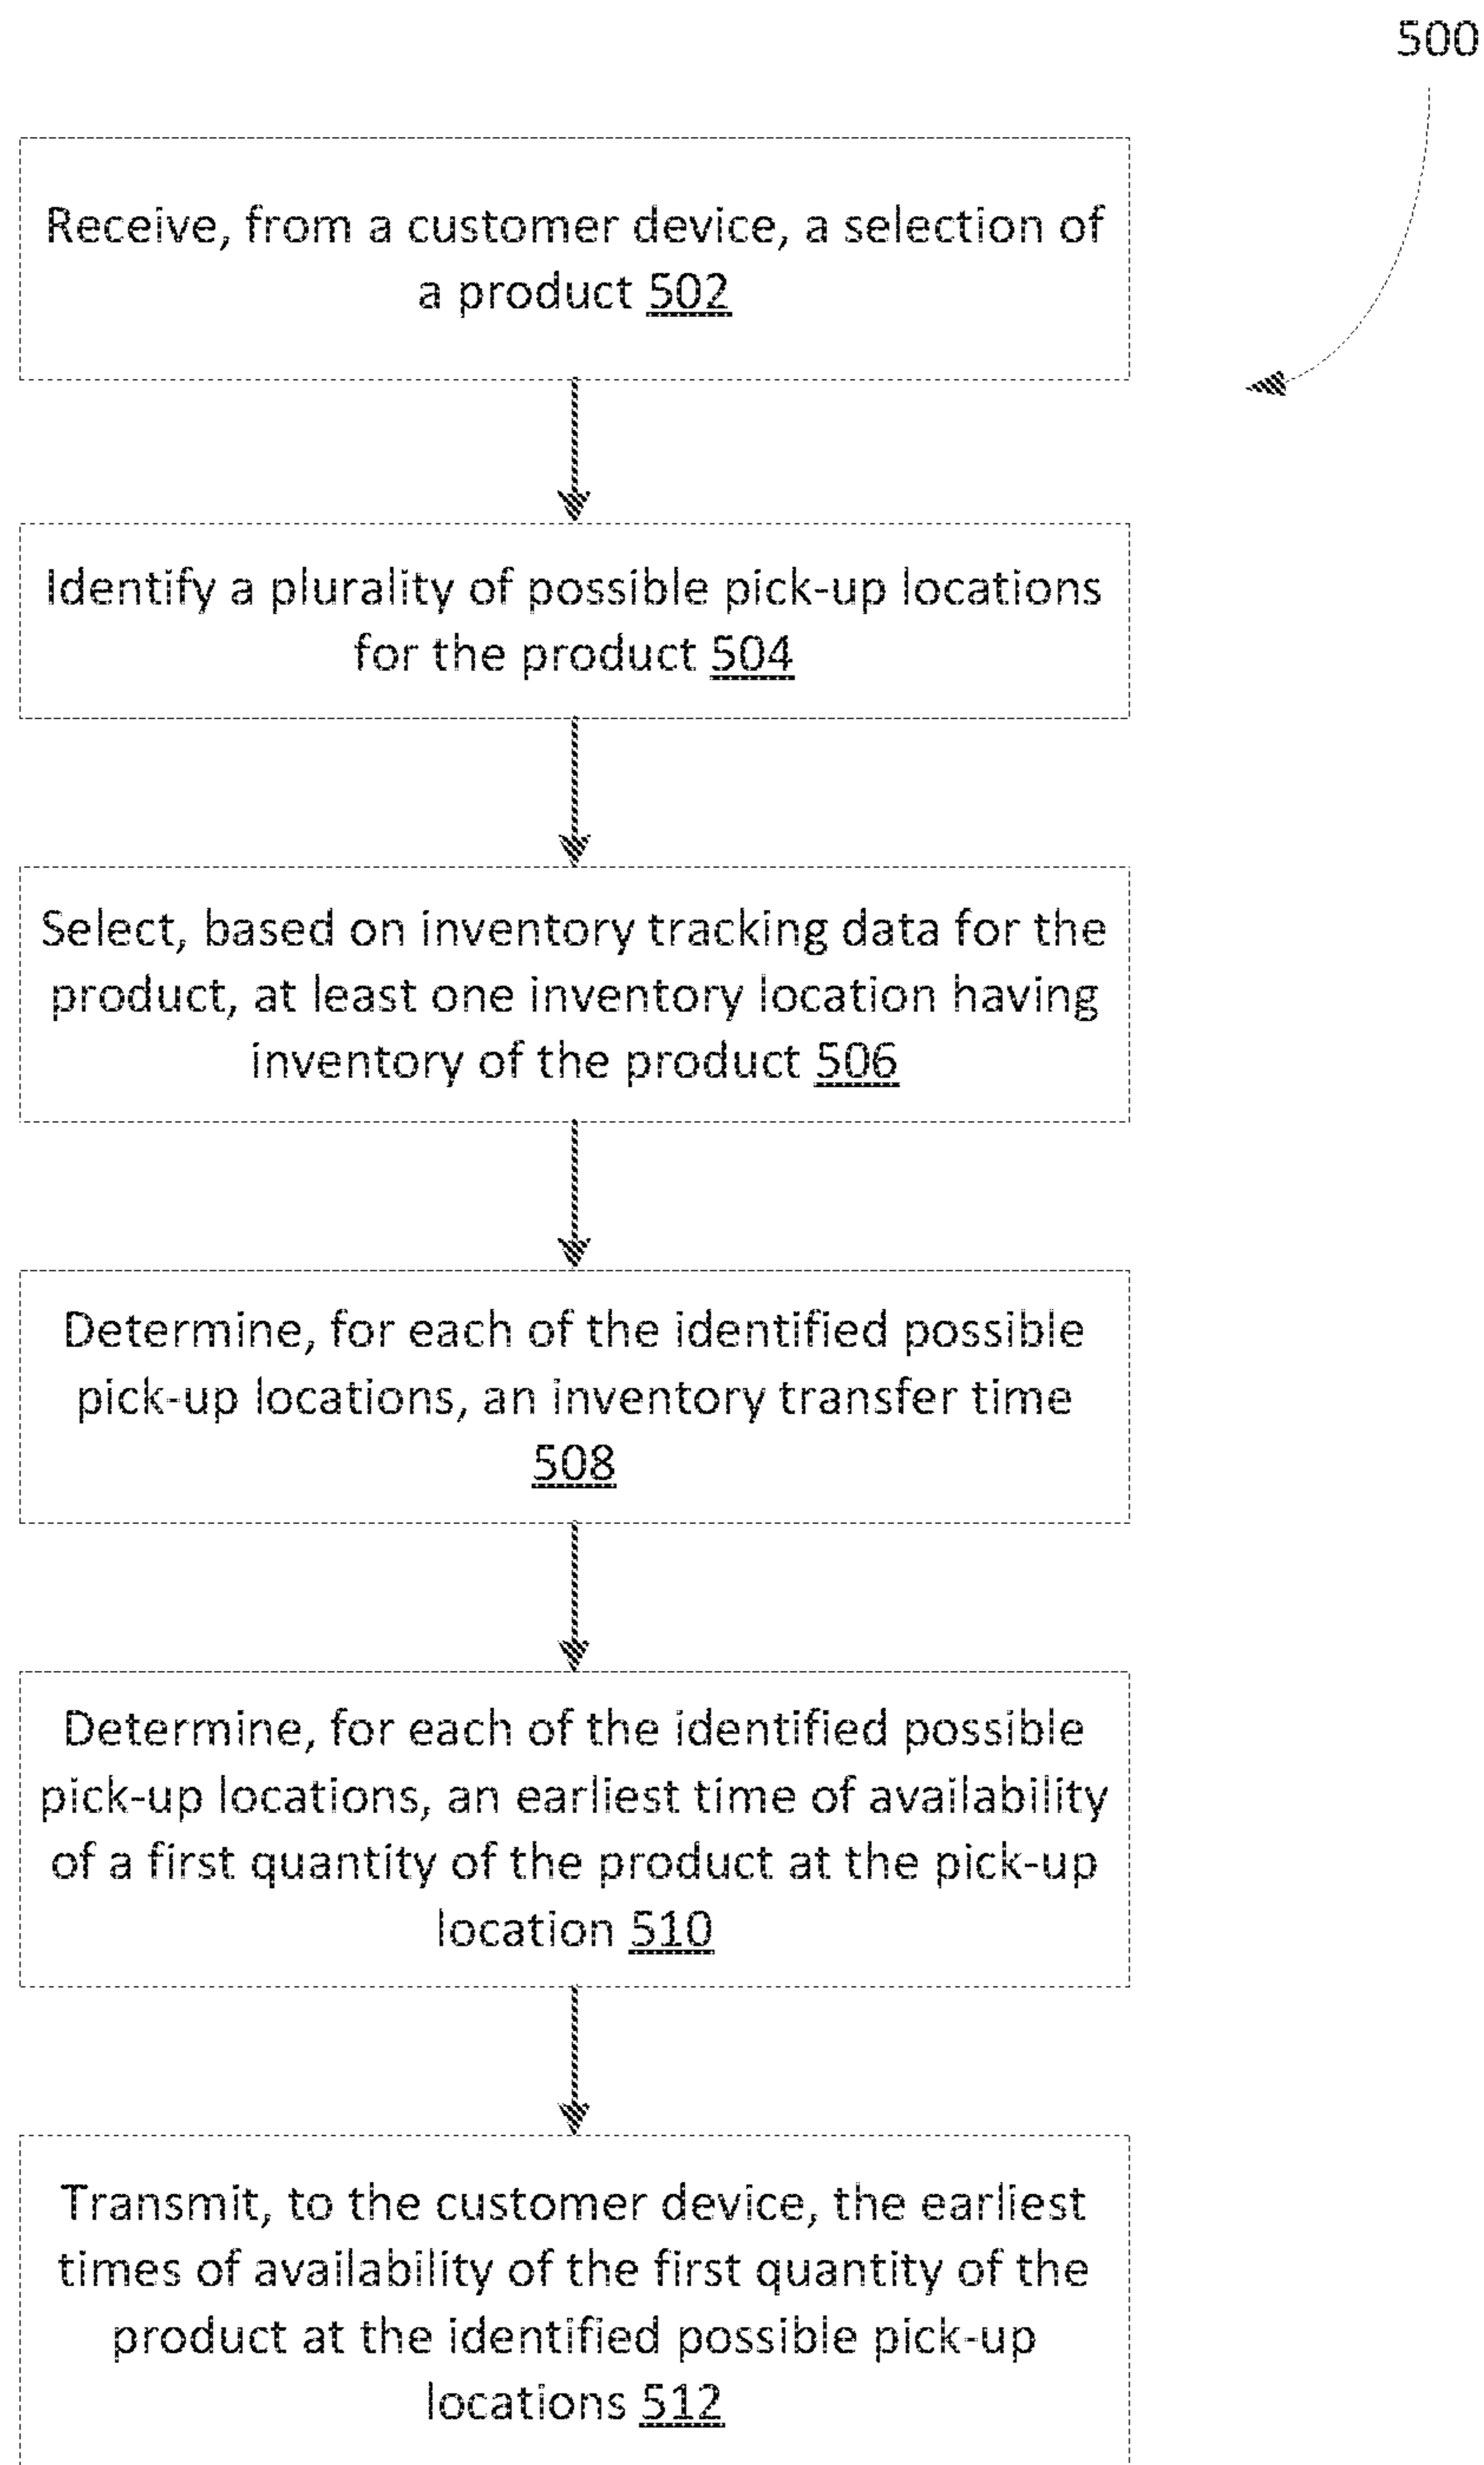 500
Receive, from a customer device, a selection of
a product 502
Identify a plurality of possible pick-up locations
for the product 504
Select, based on inventory tracking data for the
product, at least one inventory location having
inventory of the product 506
Determine, for each of the identified possible
pick-up locations, an inventory transfer time
508
Determine, for each of the identified possible
pick-up locations, an earliest time of availability
of a first quantity of the product at the pick-up
location 510
Transmit, to the customer device, the earliest
times of availability of the first quantity of the
product at the identified possible pick-up
locations 512